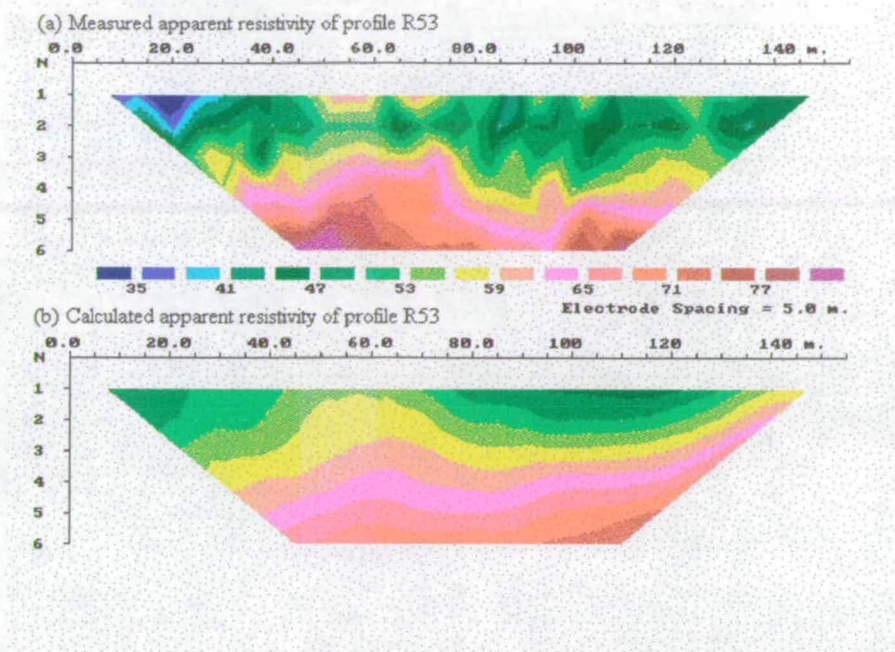 (a) Measured apparent resistivity of profile R53
0.0 20.0 40.0 60.0 80.0 100 120 140 m.
N
1
2
3
4
5
6
35 41 47 53 59 65 71 77
Electrode Spacing = 5.0 m.
(b) Calculated apparent resistivity of profile R53
0.0 20.0 40.0 60.0 80.0 100 120 140 m.
N
1
2
3
4
5
6